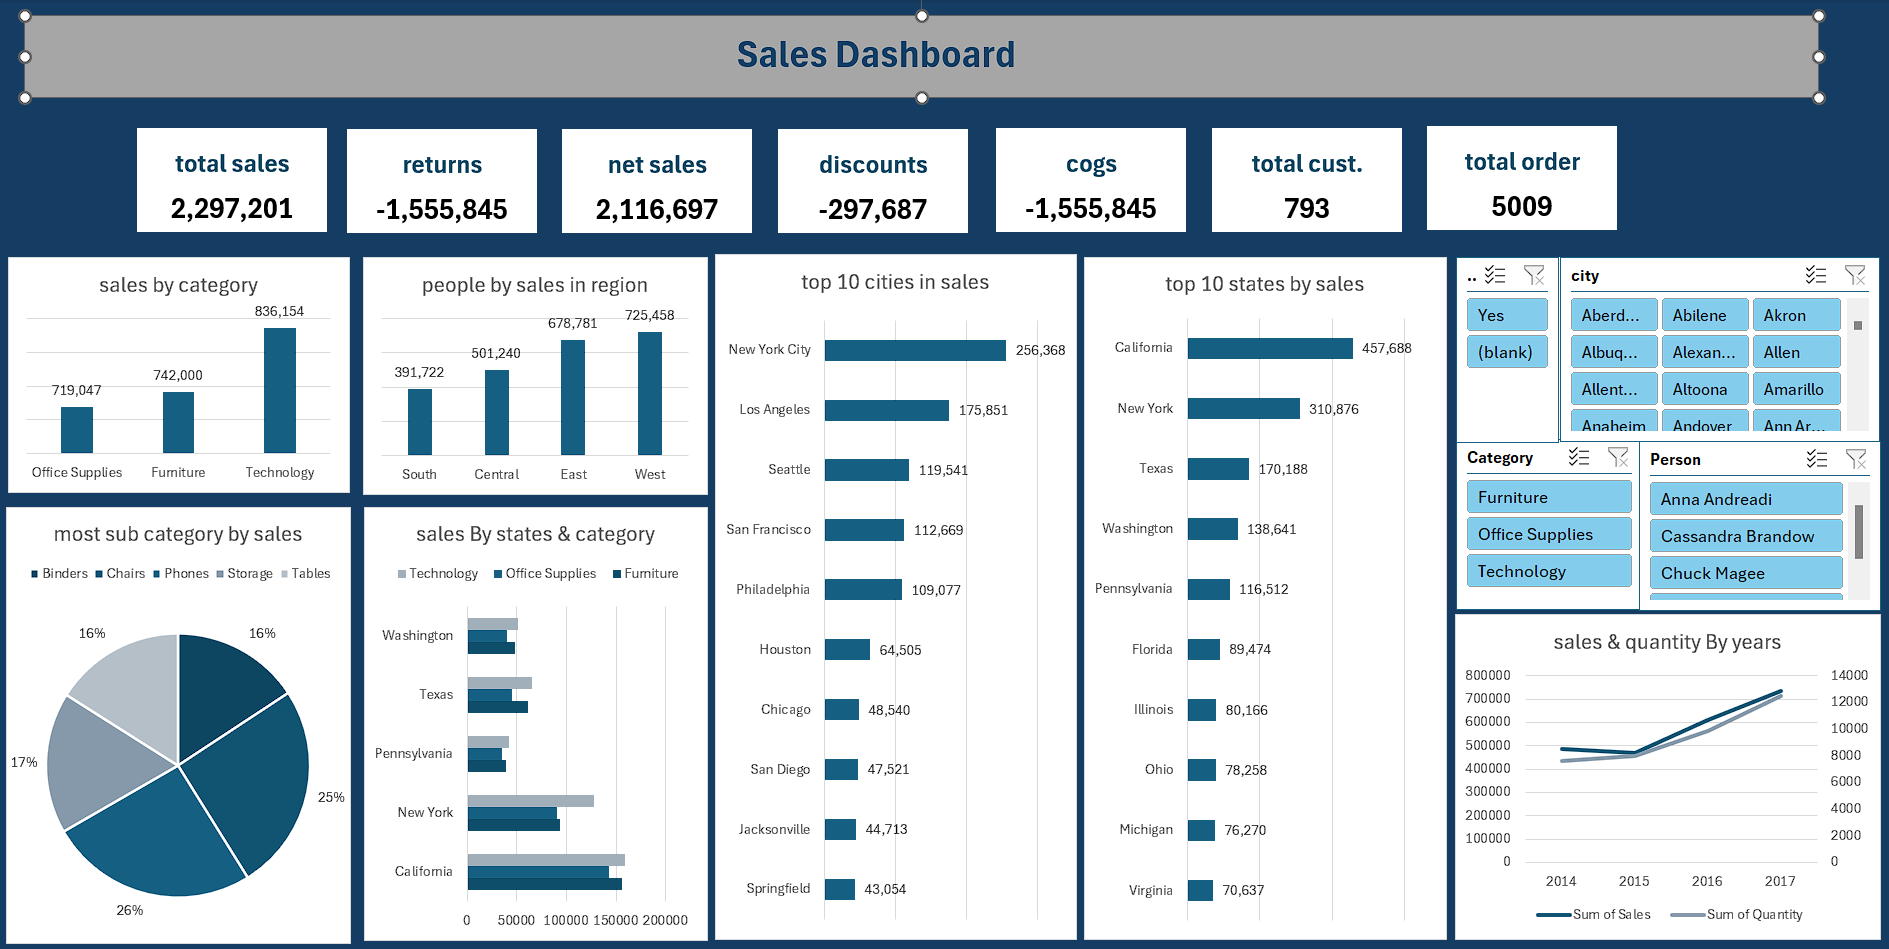 Sales Dashboard
total sales
2,297,201
returns
-1,555,845
net sales
2,116,697
discounts
-297,687
cogs
-1,555,845
total cust.
793
total order
5009
sales by category
836,154
742,000
719,047
Office Supplies Furniture Technology
people by sales in region
725,458
678,781
501,240
391,722
South Central East West
most sub category by sales
Binders Chairs Phones Storage Tables
16% 16%
17%
25%
26%
sales By states & category
Technology Office Supplies Furniture
Washington
Texas
Pennsylvania
New York
California
0 50000 100000 150000 200000
top 10 cities in sales
New York City 256,368
Los Angeles 175,851
Seattle 119,541
San Francisco 112,669
Philadelphia 109,077
Houston 64,505
Chicago 48,540
San Diego 47,521
Jacksonville 44,713
Springfield 43,054
top 10 states by sales
California 457,688
New York 310,876
Texas 170,188
Washington 138,641
Pennsylvania 116,512
Florida 89,474
Illinois 80,166
Ohio 78,258
Michigan 76,270
Virginia 70,637
..
Yes
(blank)
city
Aberd... Abilene Akron
Albuq... Alexan... Allen
Allent... Altoona Amarillo
Anaheim Andover Ann Ar...
Category
Furniture
Office Supplies
Technology
Person
Anna Andreadi
Cassandra Brandow
Chuck Magee
sales & quantity By years
800000 14000
700000 12000
600000 10000
500000 8000
400000 6000
300000 4000
200000 2000
100000 0
0
2014 2015 2016 2017
Sum of Sales Sum of Quantity